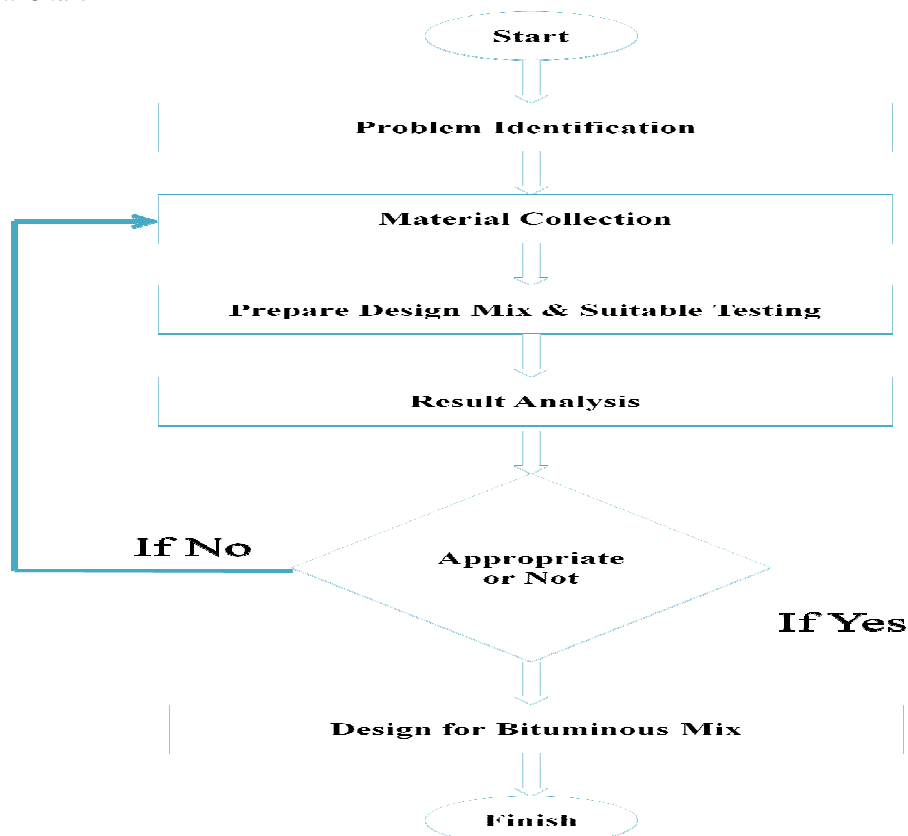 Start
Problem Identification
Material Collection
Prepare Design Mix & Suitable Testing
Result Analysis
If No
Appropriate
or Not
If Yes
Design for Bituminous Mix
Finish